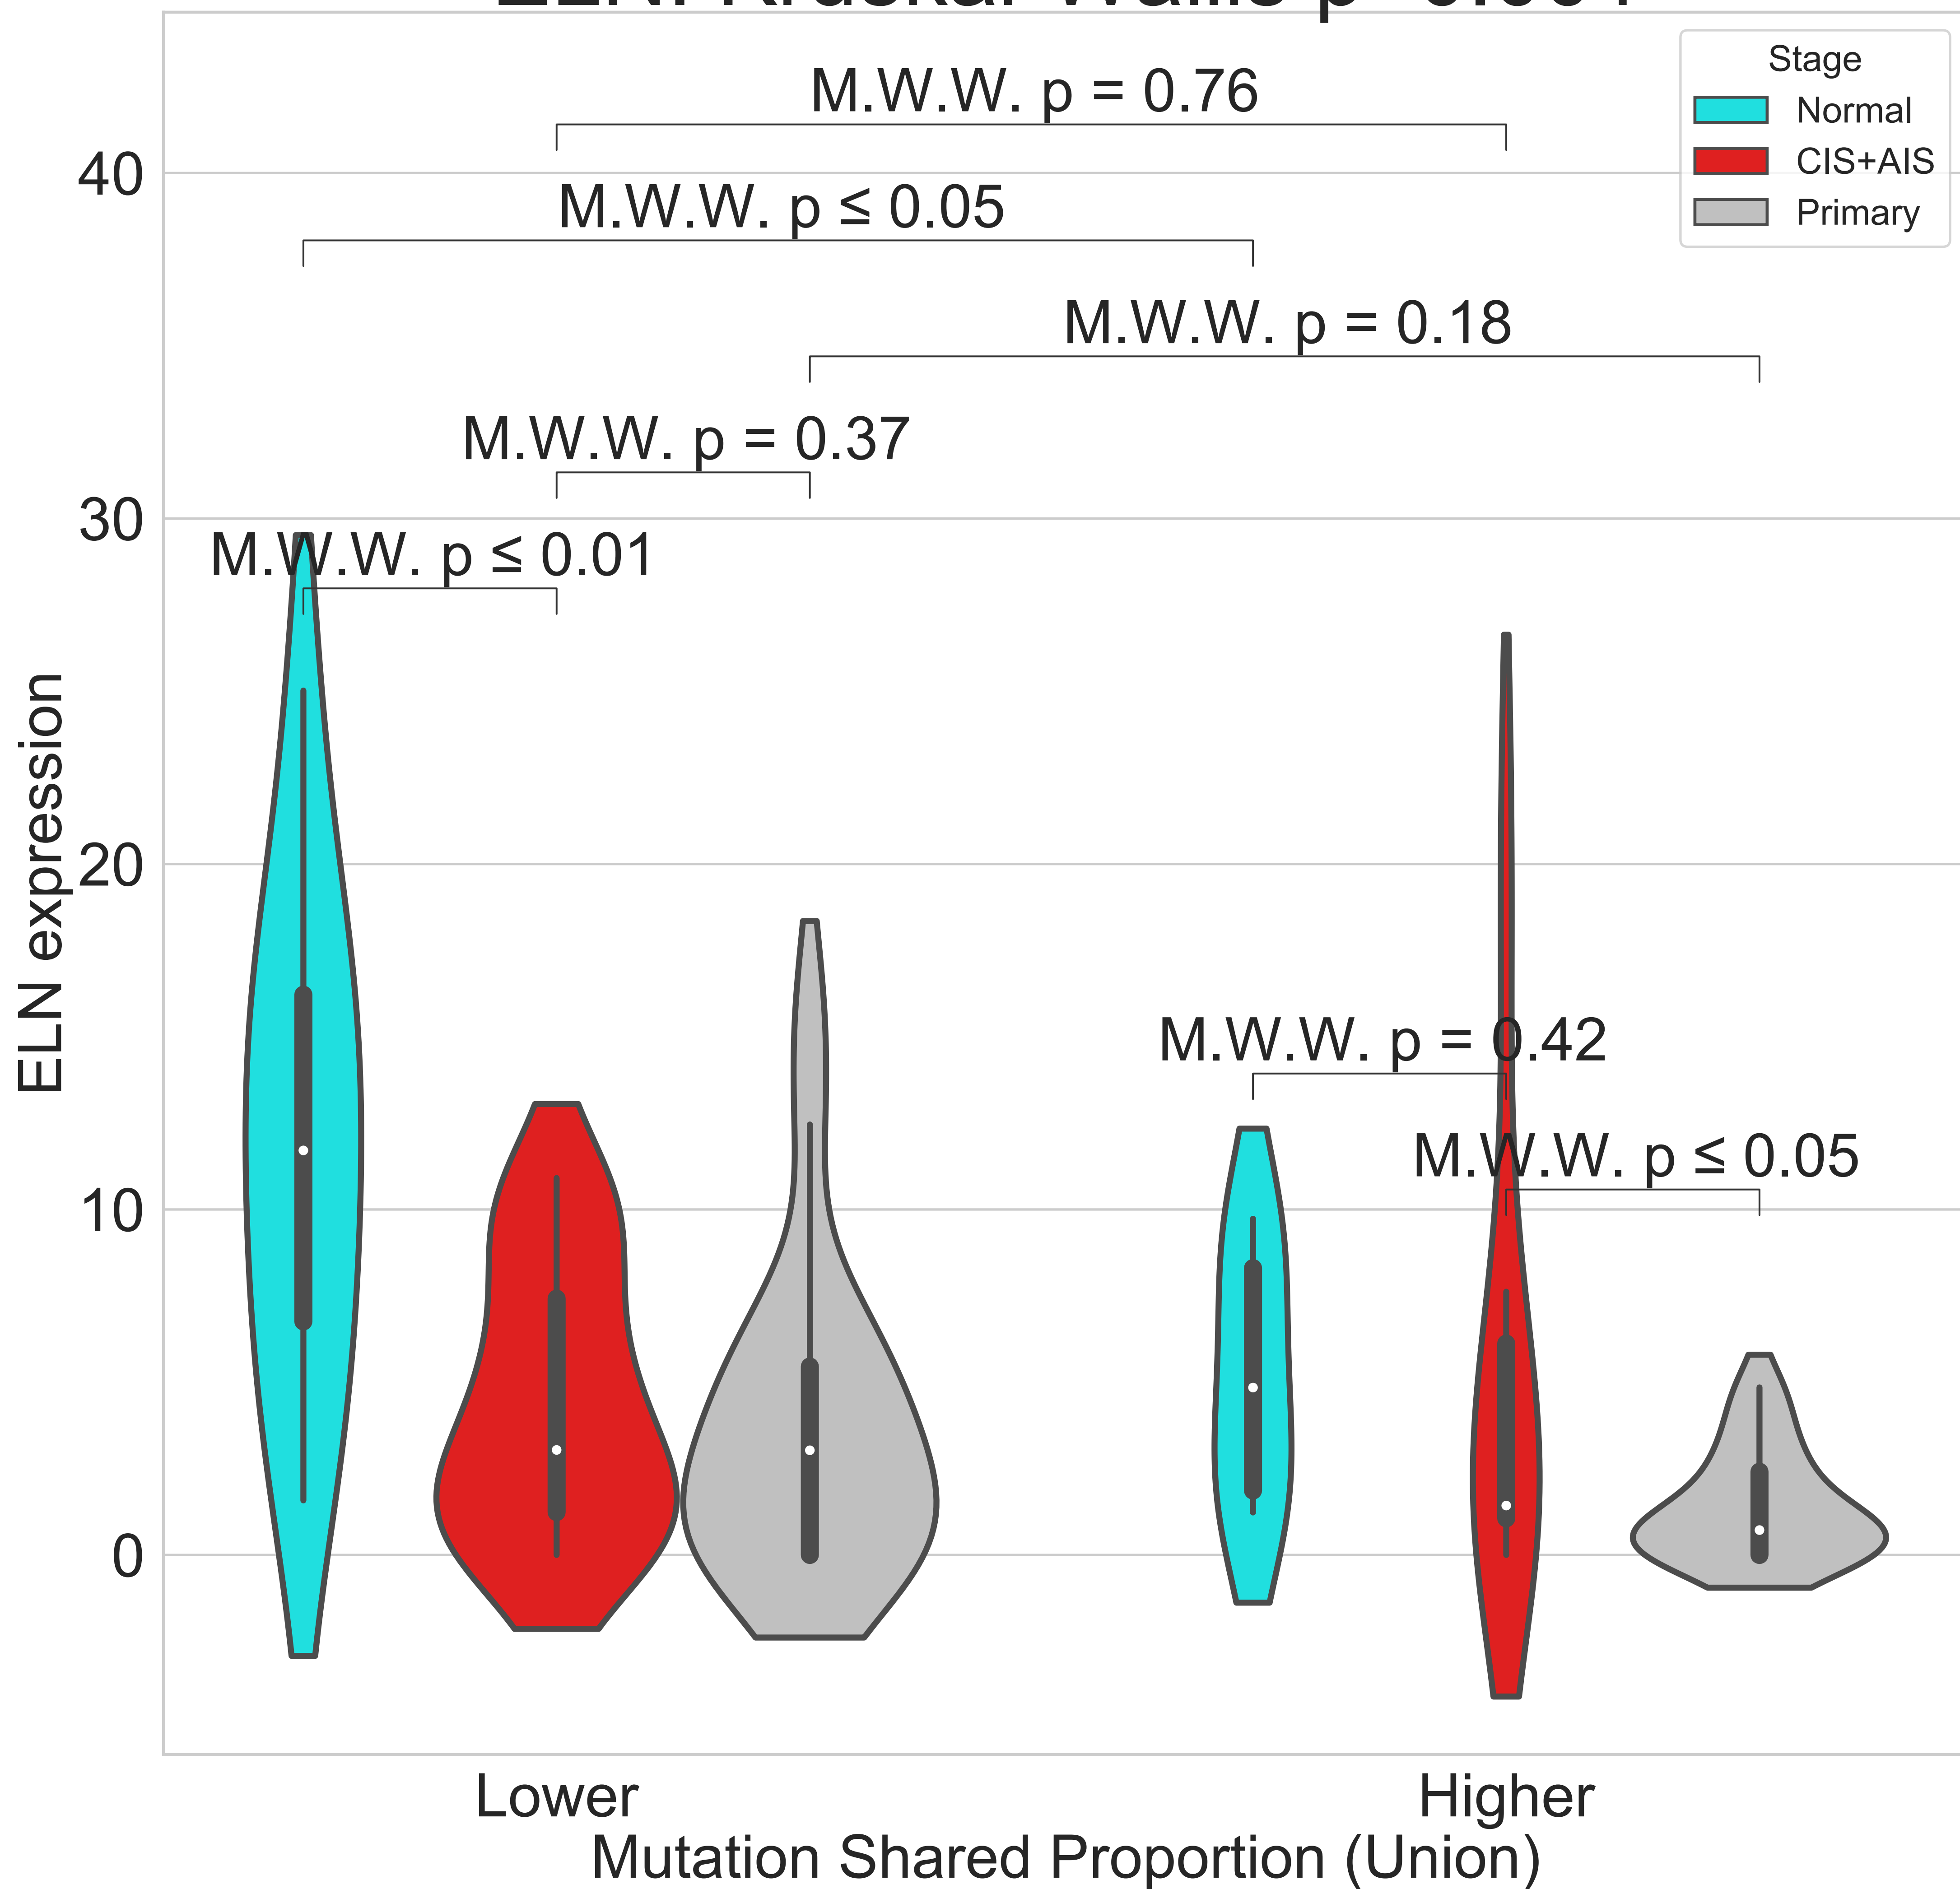 M.W.W. p = 0.76
M.W.W. p ≤ 0.05
M.W.W. p = 0.18
M.W.W. p = 0.37
M.W.W. p ≤ 0.01
M.W.W. p = 0.42
M.W.W. p ≤ 0.05
Stage
Normal
CIS+AIS
Primary
40
30
20
10
0
ELN expression
Lower
Higher
Mutation Shared Proportion (Union)